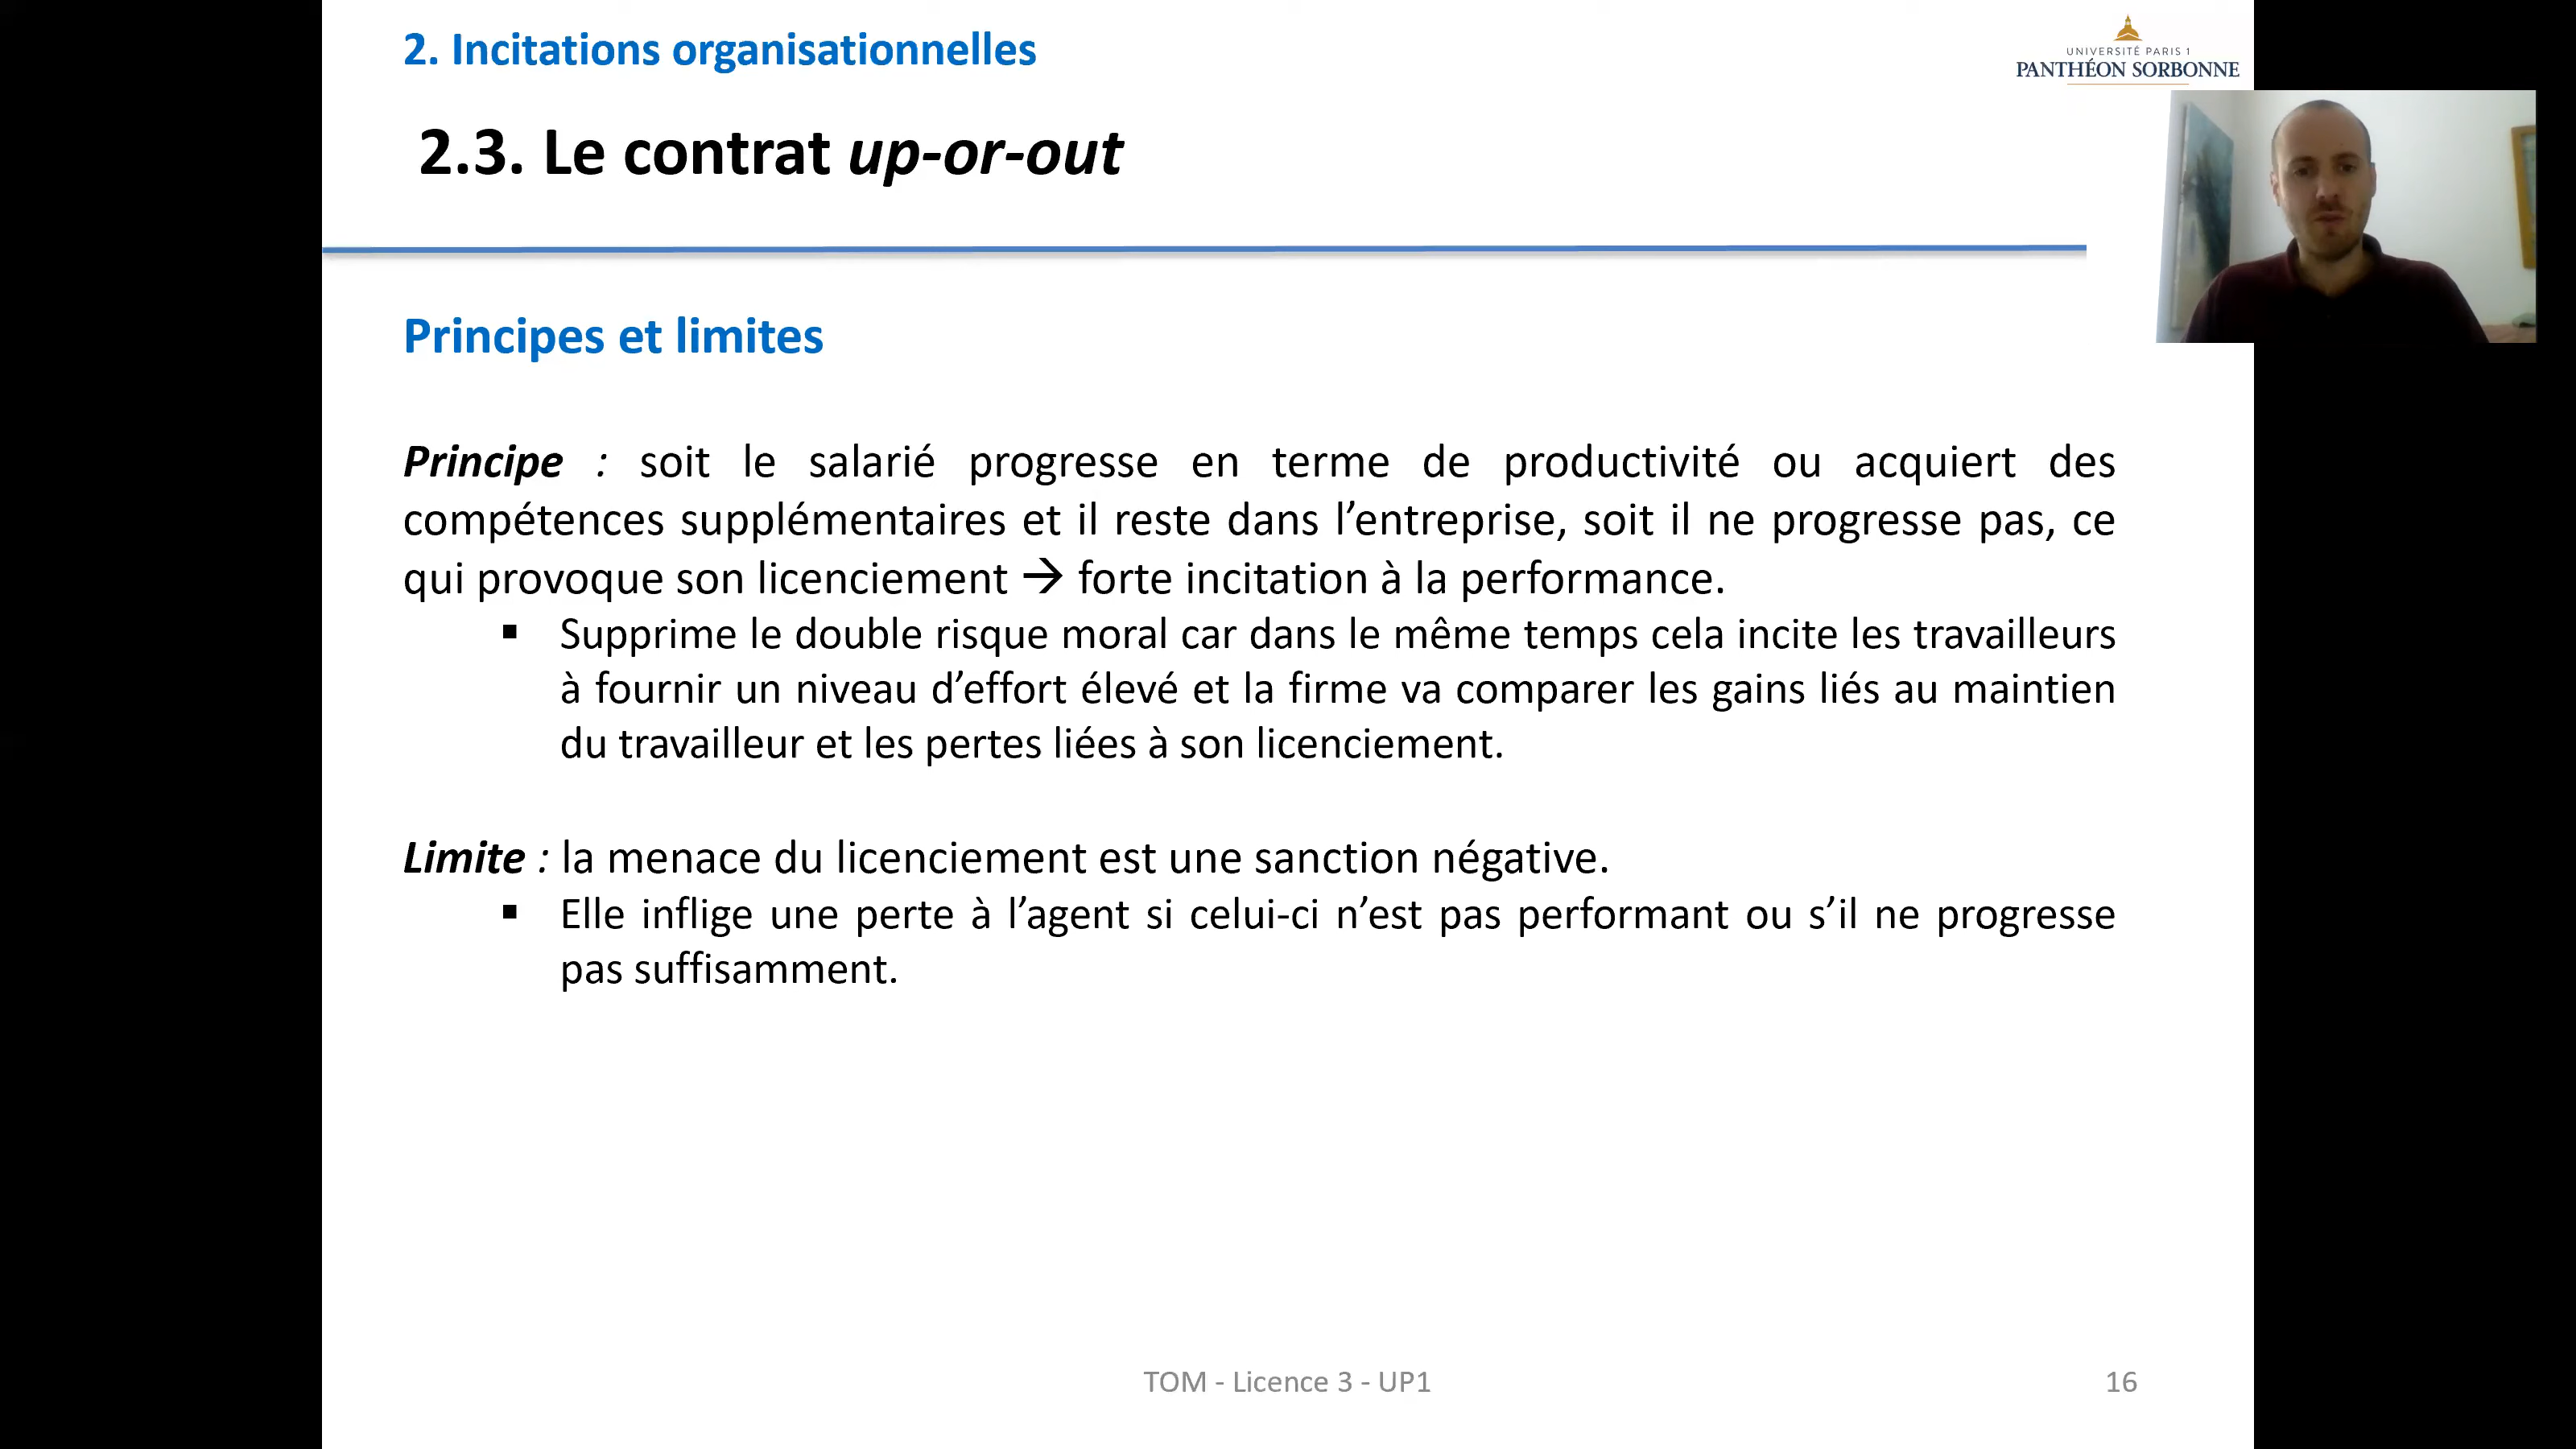 2. Incitations organisationnelles
UNIVERSITÉ PARIS 1
PANTHÉON SORBONNE
2.3. Le contrat up-or-out
Principes et limites
Principe : soit le salarié progresse en terme de productivité ou acquiert des
compétences supplémentaires et il reste dans l’entreprise, soit il ne progresse pas, ce
qui provoque son licenciement → forte incitation à la performance.
▪ Supprime le double risque moral car dans le même temps cela incite les travailleurs
à fournir un niveau d’effort élevé et la firme va comparer les gains liés au maintien
du travailleur et les pertes liées à son licenciement.
Limite : la menace du licenciement est une sanction négative.
▪ Elle inflige une perte à l’agent si celui-ci n’est pas performant ou s’il ne progresse
pas suffisamment.
TOM - Licence 3 - UP1
16